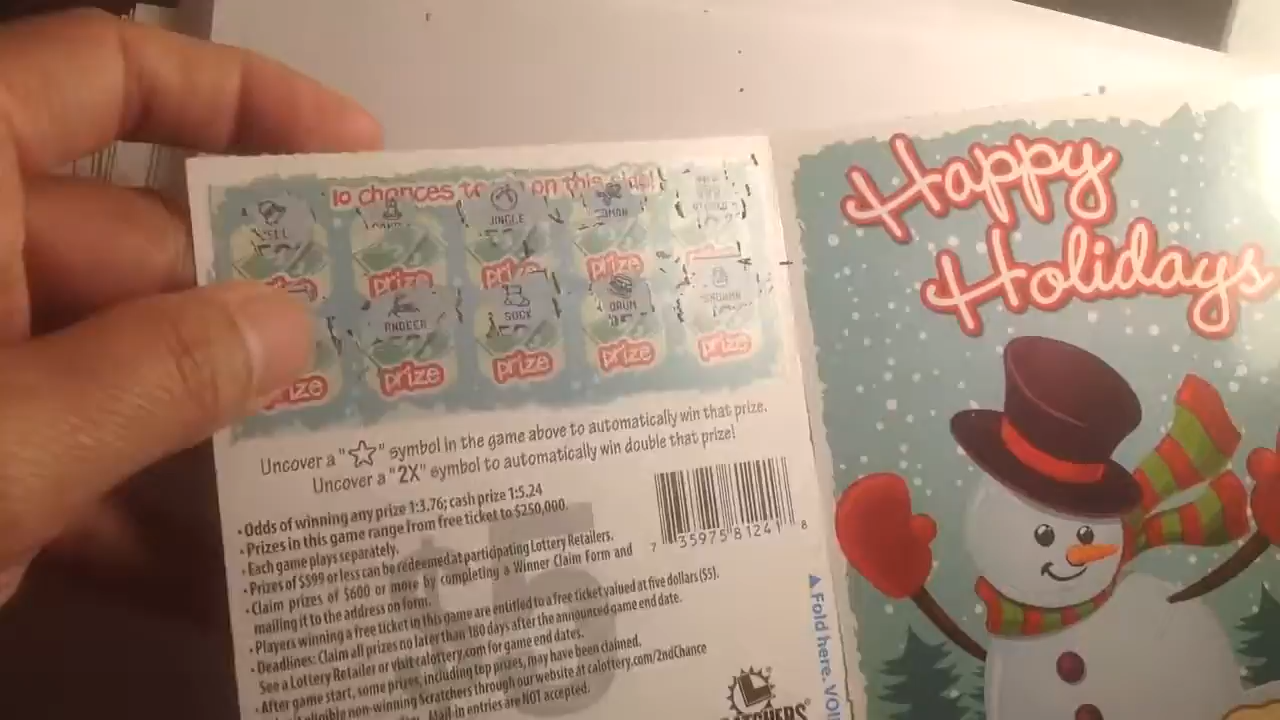 10 chances to on this side!
JINGLE
prize
prize
prize
prize
SOCK
DRUM
prize
prize
prize
prize
Uncover a "☆" symbol in the game above to automatically win that prize.
Uncover a "2X" symbol to automatically win double that prize!
• Odds of winning any prize 1:3.76; cash prize 1:5.24
• Prizes in this game range from free ticket to $250,000.
• Each game plays separately.
• Prizes of $599 or less can be redeemed at participating Lottery Retailers.
• Claim prizes of $600 or more by completing a Winner Claim Form and
mailing it to the address on form.
• Players winning a free ticket in this game are entitled to a free ticket valued at five dollars ($5).
• Deadlines: Claim all prizes no later than 180 days after the announced game end date.
See a Lottery Retailer or visit calottery.com for game end dates.
• After game start, some prizes, including top prizes, may have been claimed.
eligible non-winning Scratchers through our website at calottery.com/2ndChance
Mail-in entries are NOT accepted.
$5
7 35975 81241 8
▲ Fold here.
Happy
Holidays